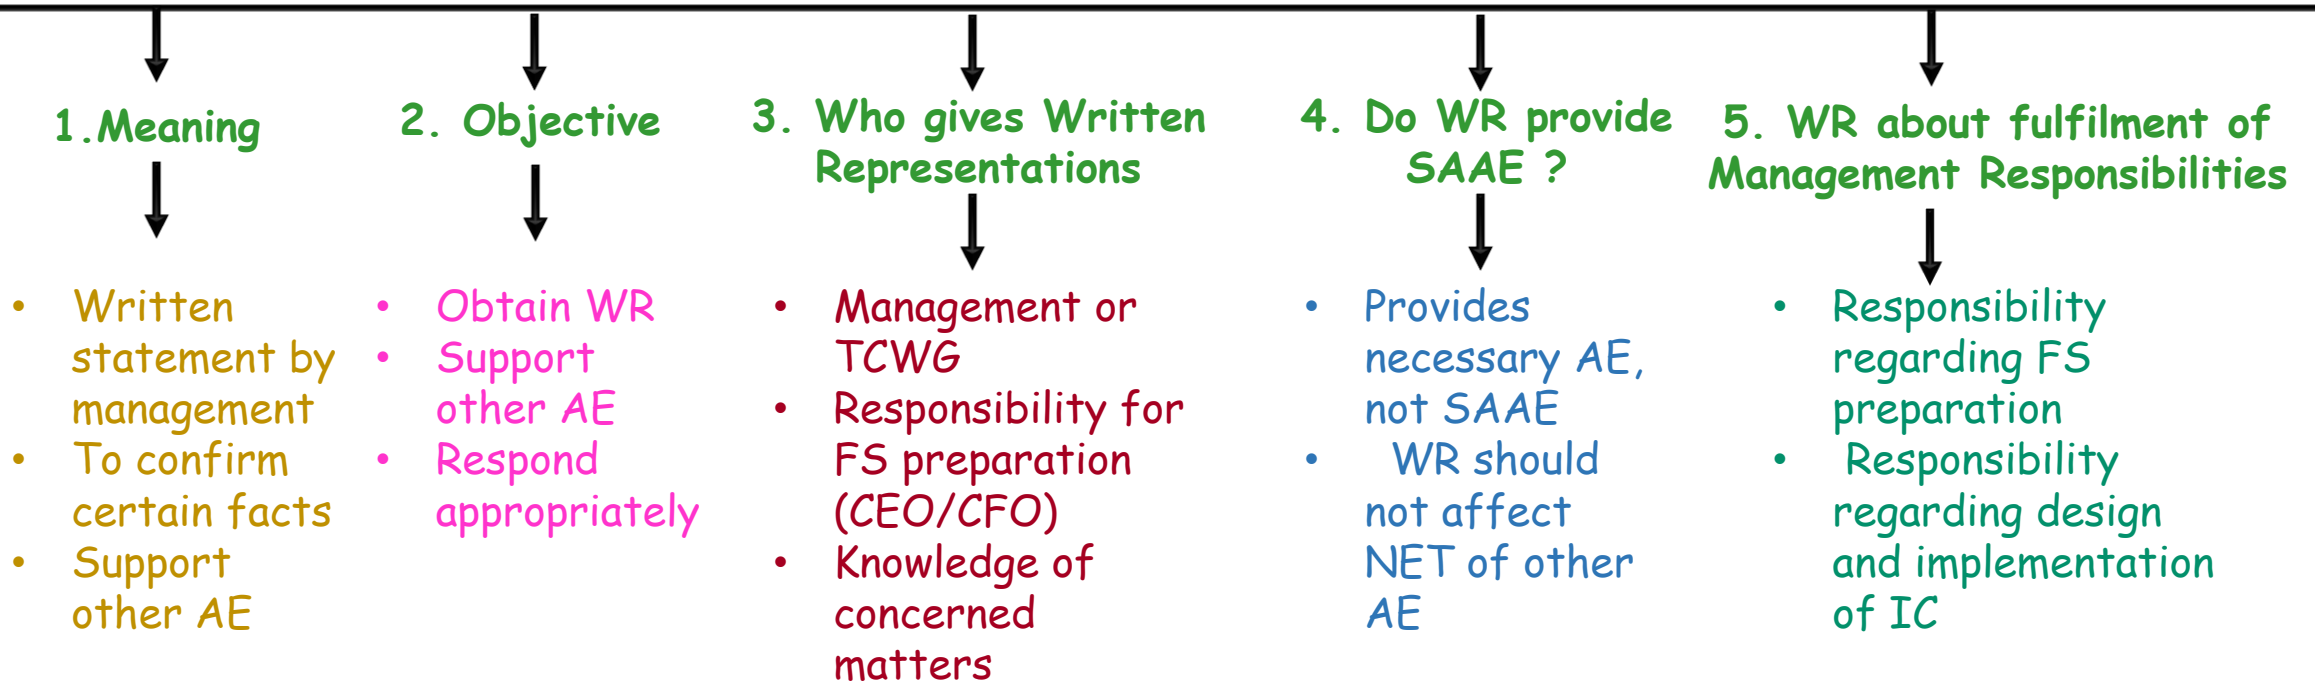 1.Meaning
• Written
statement by
management
• To confirm
certain facts
• Support
other AE
2. Objective
• Obtain WR
• Support
other AE
• Respond
appropriately
3. Who gives Written
Representations
• Management or
TCWG
• Responsibility for
FS preparation
(CEO/CFO)
• Knowledge of
concerned
matters
4. Do WR provide
SAAE ?
• Provides
necessary AE,
not SAAE
• WR should
not affect
NET of other
AE
5. WR about fulfilment of
Management Responsibilities
• Responsibility
regarding FS
preparation
• Responsibility
regarding design
and implementation
of IC